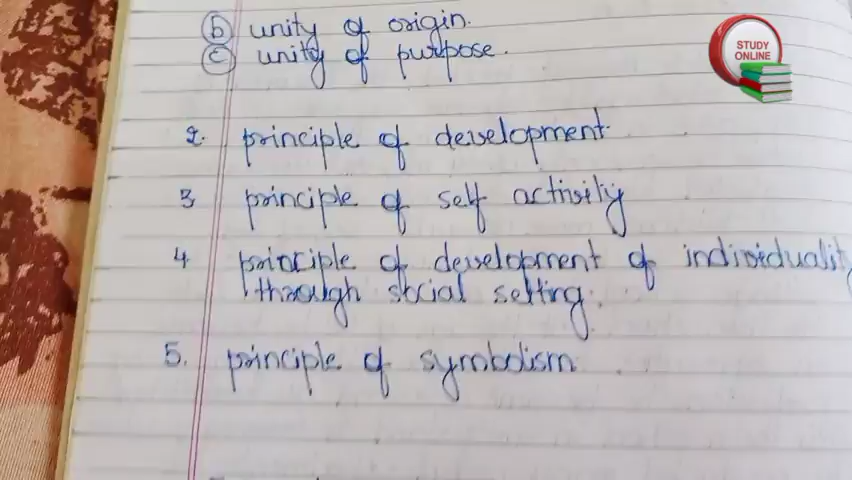 (b) unity of origin.
(c) unity of purpose.
STUDY
ONLINE
2. principle of development.
3 principle of self activity
4 principle of development of individuality
through social setting.
5. principle of symbolism